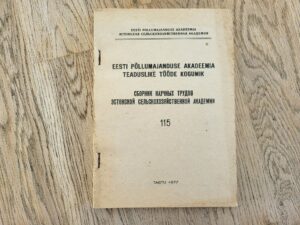 EESTI PÕLLUMAJANDUSE AKADEEMIA
ЭСТОНСКАЯ СЕЛЬСКОХОЗЯЙСТВЕННАЯ АКАДЕМИЯ
EESTI PÕLLUMAJANDUSE AKADEEMIA
TEADUSLIKE TÖÖDE KOGUMIK
СБОРНИК НАУЧНЫХ ТРУДОВ
ЭСТОНСКОЙ СЕЛЬСКОХОЗЯЙСТВЕННОЙ АКАДЕМИИ
115
TARTU 1977